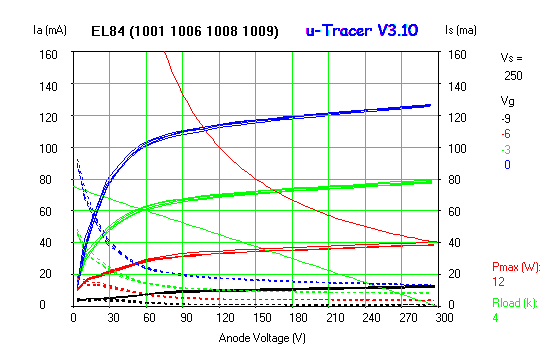 Ia (mA) EL84 (1001 1006 1008 1009) u-Tracer V3.10 Is (ma)
160 160
140 140
120 120
100 100
80 80
60 60
40 40
20 20
0 0
0 30 60 90 120 150 180 210 240 270 300
Anode Voltage (V)
Vs =
250
Vg
-9
-6
-3
0
Pmax (W):
12
Rload (k):
4